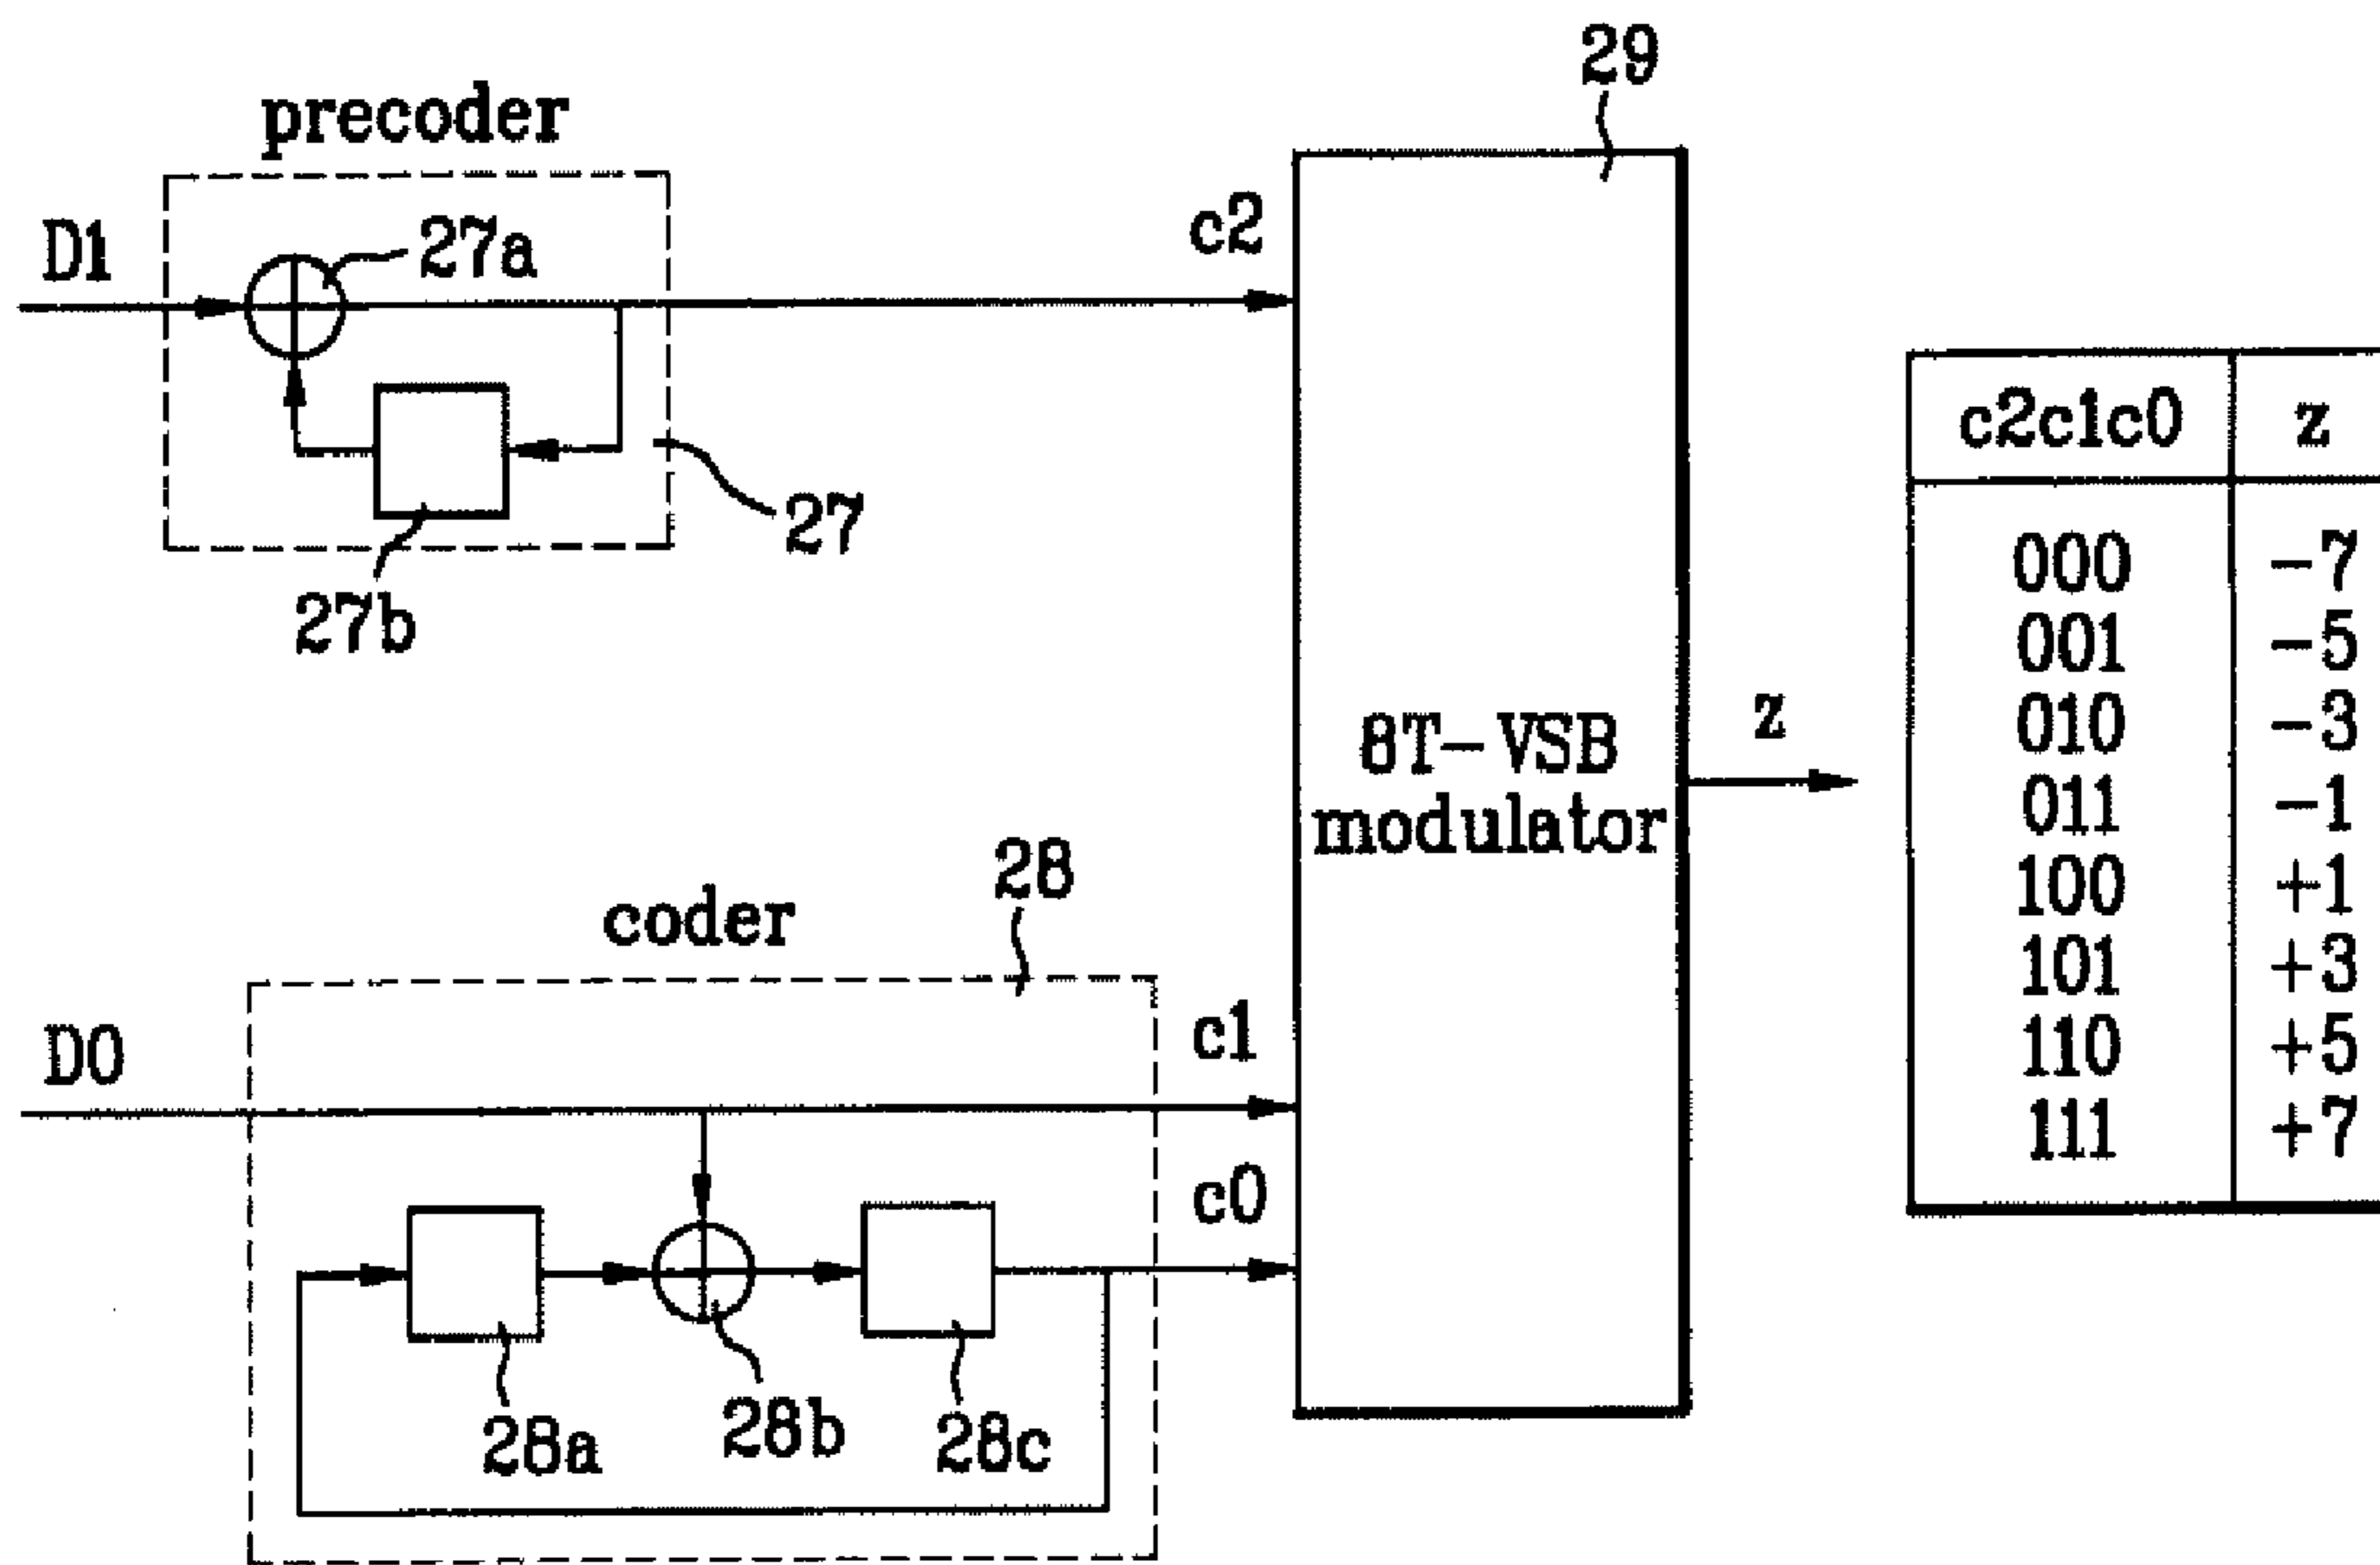 29
precoder
D1
27a
c2
27
27b
c2c1c0 z
000 -7
001 -5
010 -3
011 -1
100 +1
101 +3
110 +5
111 +7
8T-VSB
modulator
z
28
coder
D0
c1
c0
28a
28b
28c